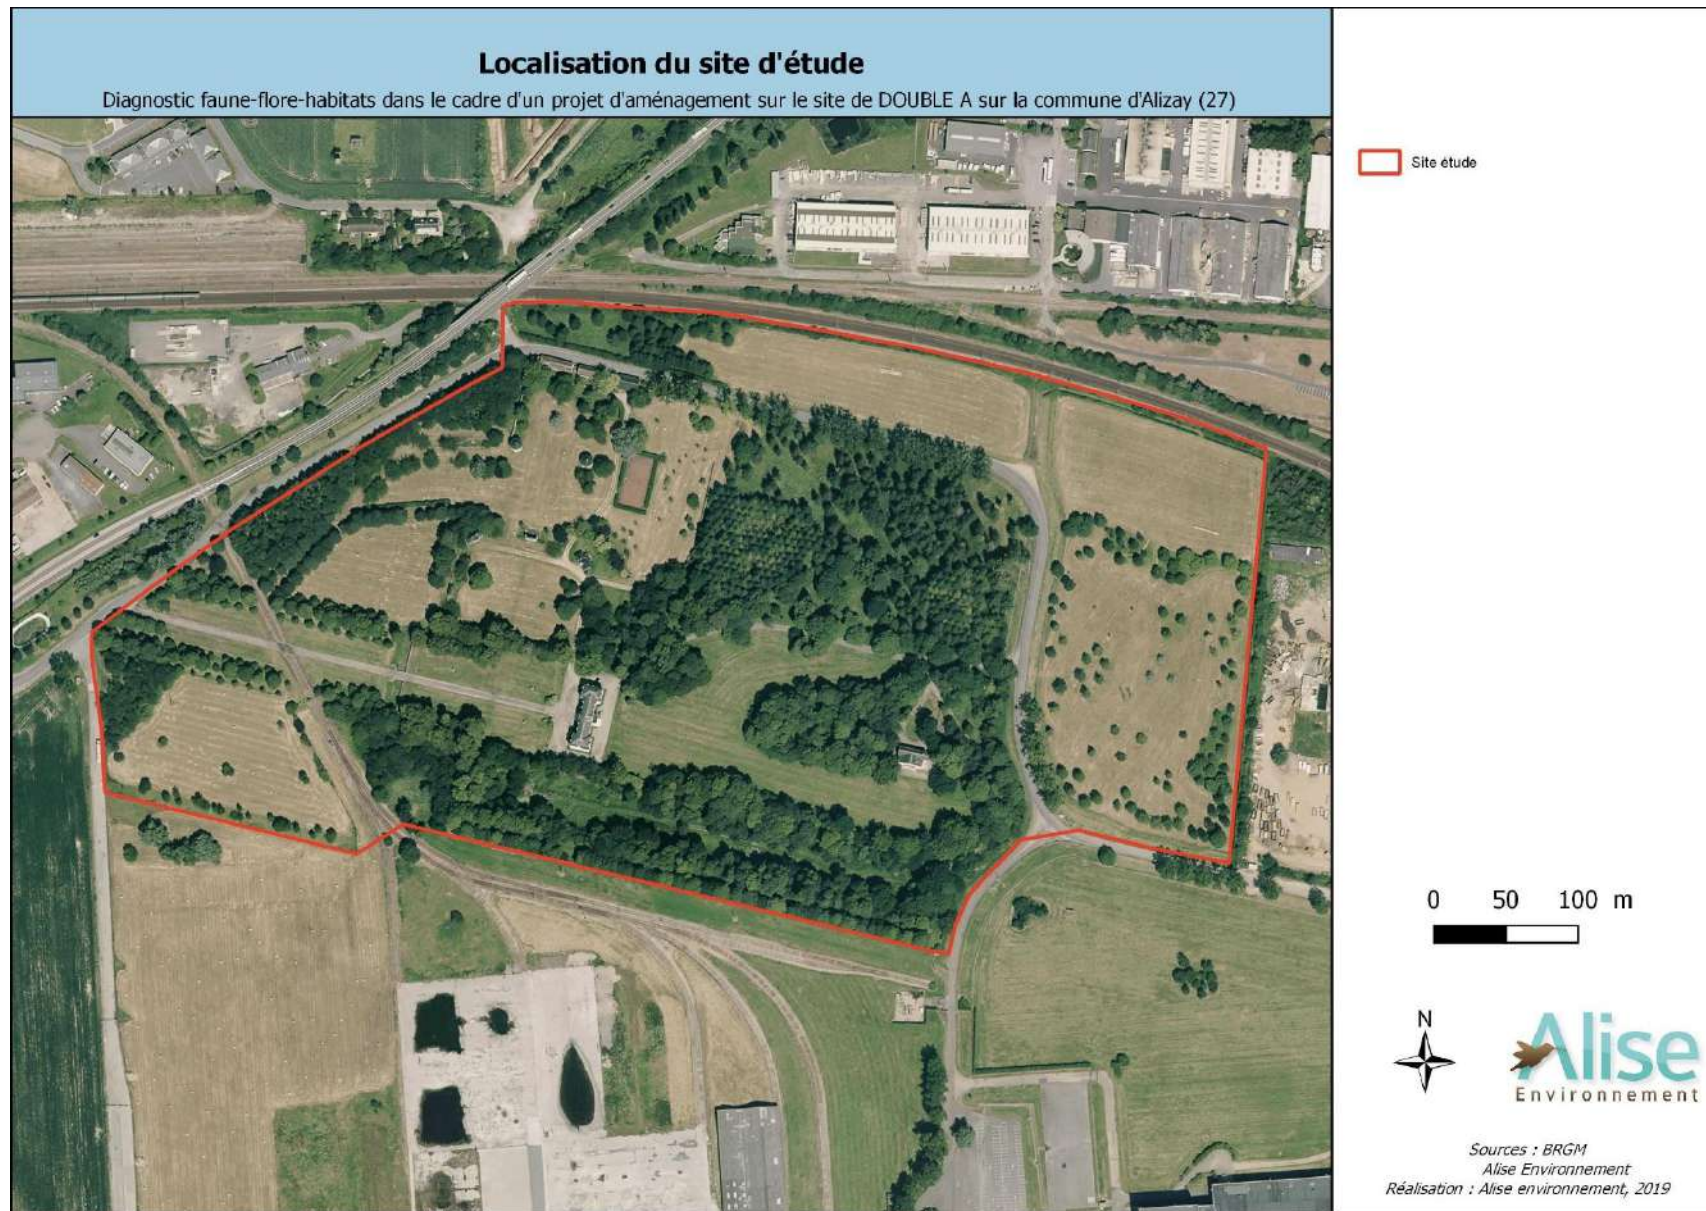 Localisation du site d'étude
Diagnostic faune-flore-habitats dans le cadre d'un projet d'aménagement sur le site de DOUBLE A sur la commune d'Alizay (27)
Site étude
0 50 100 m
N
Alise
Environnement
Sources : BRGM
Alise Environnement
Réalisation : Alise environnement, 2019